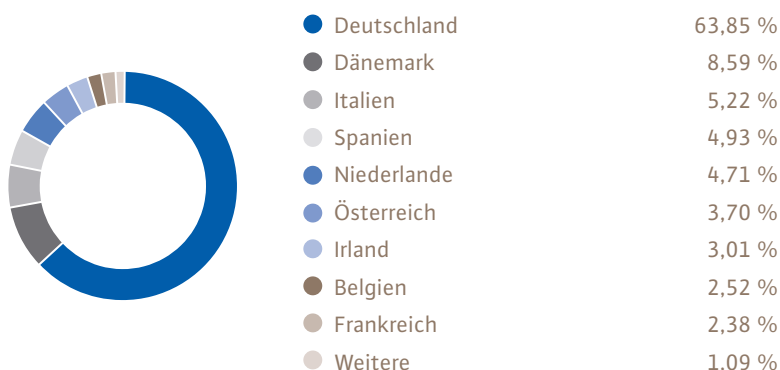 Deutschland 63,85 %
Dänemark 8,59 %
Italien 5,22 %
Spanien 4,93 %
Niederlande 4,71 %
Österreich 3,70 %
Irland 3,01 %
Belgien 2,52 %
Frankreich 2,38 %
Weitere 1,09 %